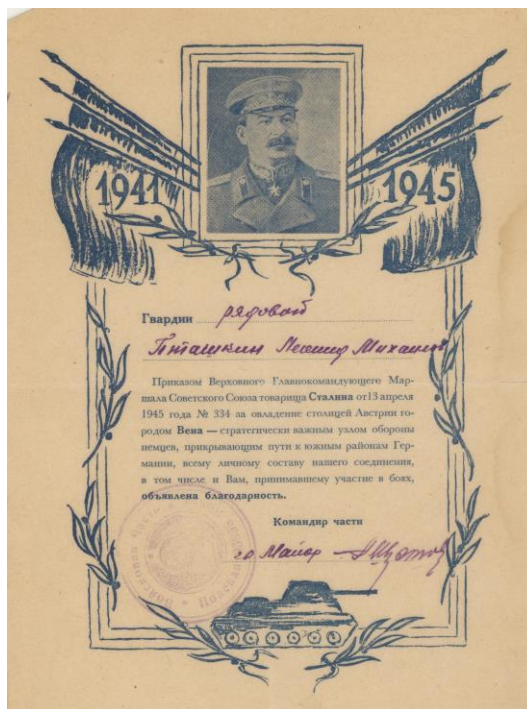 1941
1945
Гвардии рядовой
Пташкин Леонид Михайлов
Приказом Верховного Главнокомандующего Мар-
шала Советского Союза товарища Сталина от 13 апреля
1945 года № 334 за овладение столицей Австрии го-
родом Вена — стратегически важным узлом обороны
немцев, прикрывающим пути к южным районам Гер-
мании, всему личному составу нашего соединения,
в том числе и Вам, принимавшему участие в боях,
объявлена благодарность.
Командир части
Майор